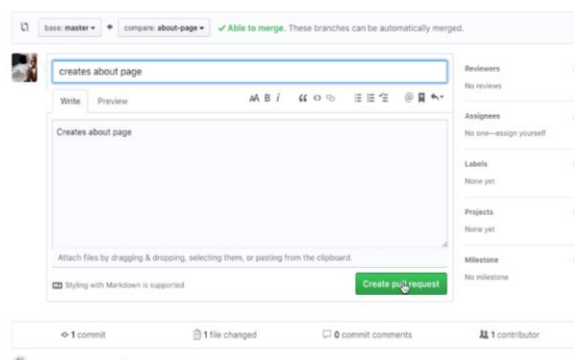 base: master compare: about-page Able to merge. These branches can be automatically merged.
creates about page
Write Preview AA B i
Creates about page
Attach files by dragging & dropping, selecting them, or pasting from the clipboard.
Styling with Markdown is supported
Create pull request
Reviewers
No reviews
Assignees
No one—assign yourself
Labels
None yet
Projects
None yet
Milestone
No milestone
1 commit 1 file changed 0 commit comments 1 contributor